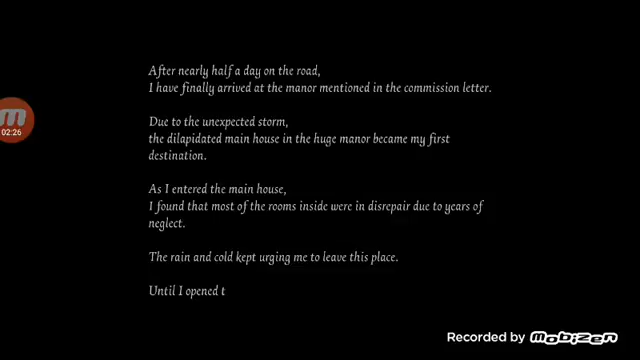 After nearly half a day on the road,
I have finally arrived at the manor mentioned in the commission letter.
Due to the unexpected storm,
the dilapidated main house in the huge manor became my first
destination.
As I entered the main house,
I found that most of the rooms inside were in disrepair due to years of
neglect.
02:26
The rain and cold kept urging me to leave this place.
Until I opened t
Recorded by mobizen